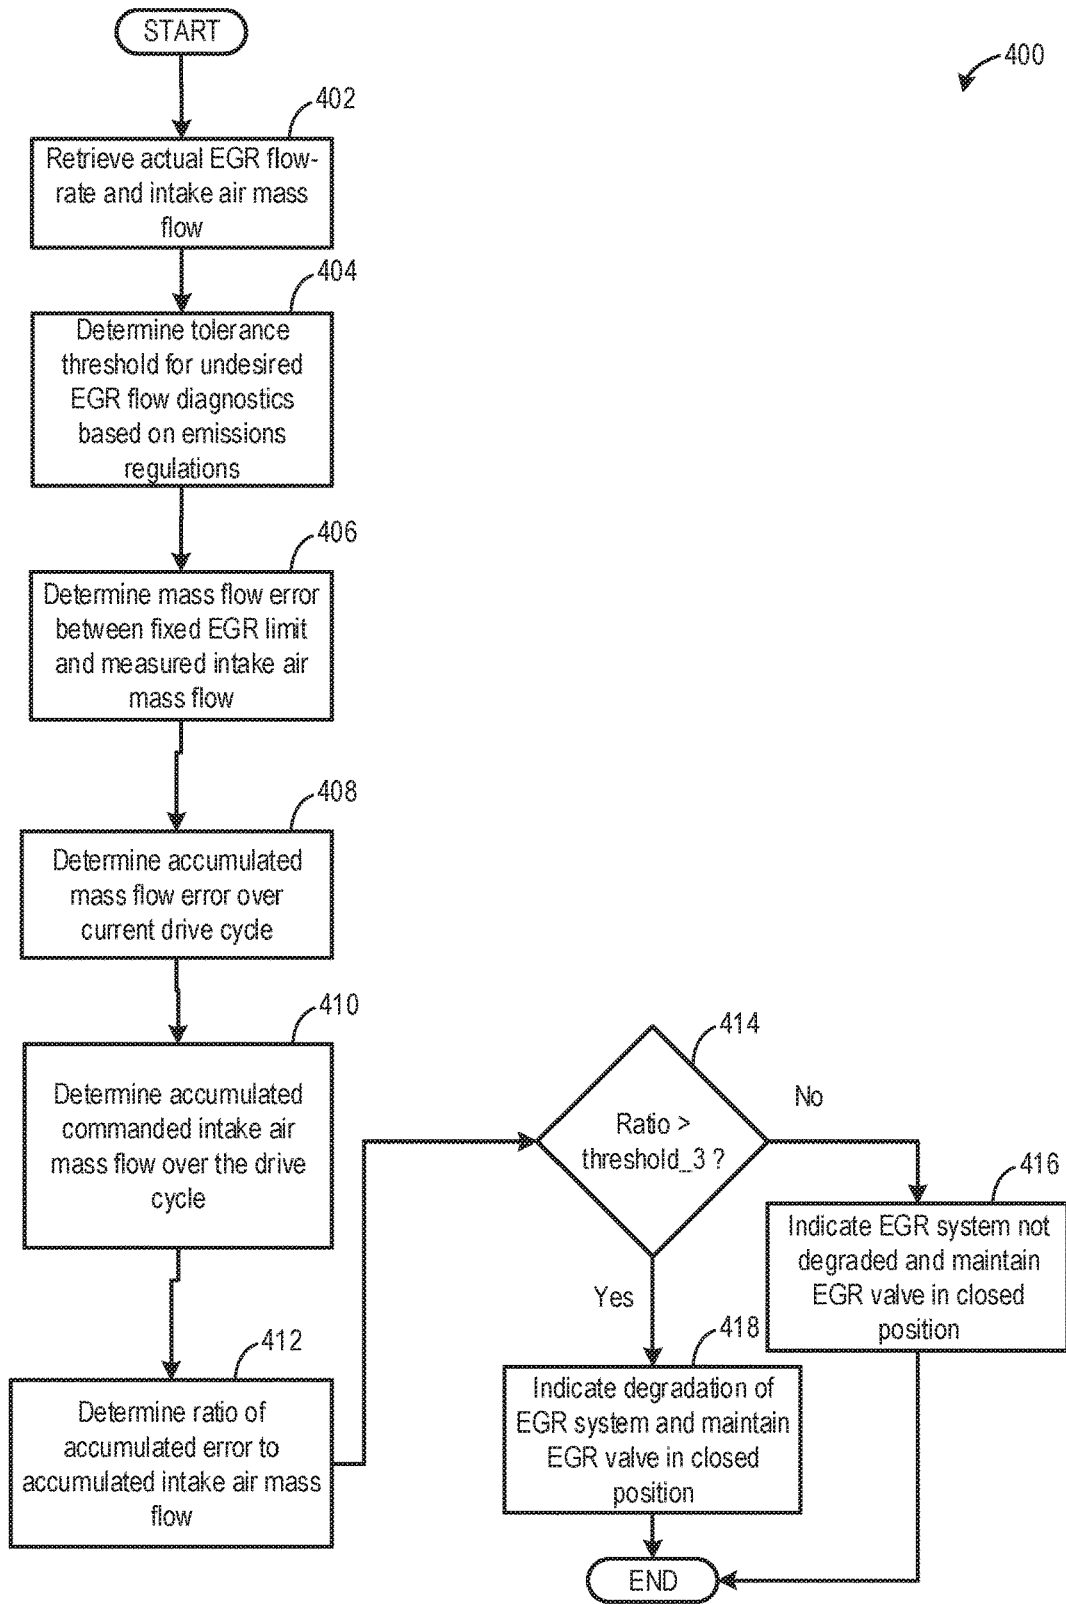 START
400
402
Retrieve actual EGR flow-
rate and intake air mass
flow
404
Determine tolerance
threshold for undesired
EGR flow diagnostics
based on emissions
regulations
406
Determine mass flow error
between fixed EGR limit
and measured intake air
mass flow
408
Determine accumulated
mass flow error over
current drive cycle
410
Determine accumulated
commanded intake air
mass flow over the drive
cycle
412
Determine ratio of
accumulated error to
accumulated intake air mass
flow
414
Ratio >
threshold_3 ?
No
416
Indicate EGR system not
degraded and maintain
EGR valve in closed
position
Yes
418
Indicate degradation of
EGR system and maintain
EGR valve in closed
position
END